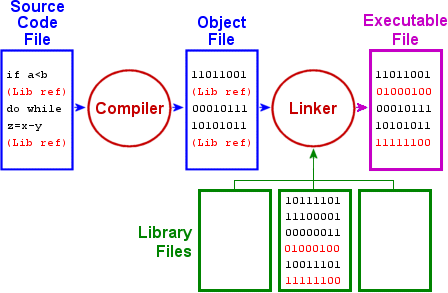 Source
Code
File
if a<b
(Lib ref)
do while
z=x-y
(Lib ref)
Compiler
Object
File
11011001
(Lib ref)
00010111
10101011
(Lib ref)
Linker
Executable
File
11011001
01000100
00010111
10101011
11111100
Library
Files
10111101
11100001
00000011
01000100
10011101
11111100